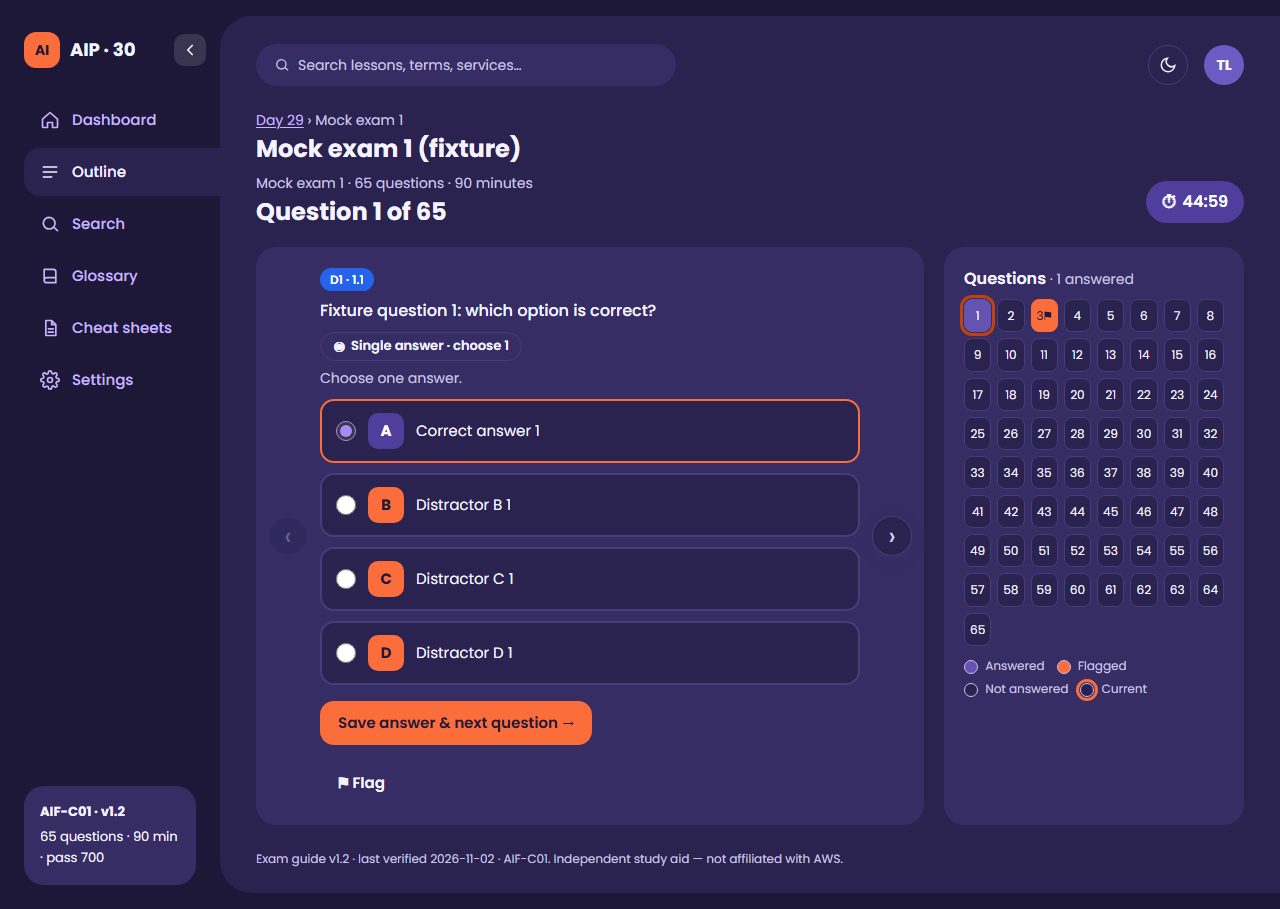 AI AIP · 30
Search lessons, terms, services...
TL
Dashboard
Outline
Search
Glossary
Cheat sheets
Settings
AIF-C01 · v1.2
65 questions · 90 min
· pass 700
Day 29 › Mock exam 1
Mock exam 1 (fixture)
Mock exam 1 · 65 questions · 90 minutes
Question 1 of 65
⏱ 44:59
D1 · 1.1
Fixture question 1: which option is correct?
◉ Single answer · choose 1
Choose one answer.
A Correct answer 1
B Distractor B 1
C Distractor C 1
D Distractor D 1
‹
›
Save answer & next question →
⚑ Flag
Questions · 1 answered
1 2 3⚑ 4 5 6 7 8
9 10 11 12 13 14 15 16
17 18 19 20 21 22 23 24
25 26 27 28 29 30 31 32
33 34 35 36 37 38 39 40
41 42 43 44 45 46 47 48
49 50 51 52 53 54 55 56
57 58 59 60 61 62 63 64
65
Answered Flagged
Not answered Current
Exam guide v1.2 · last verified 2026-11-02 · AIF-C01. Independent study aid — not affiliated with AWS.